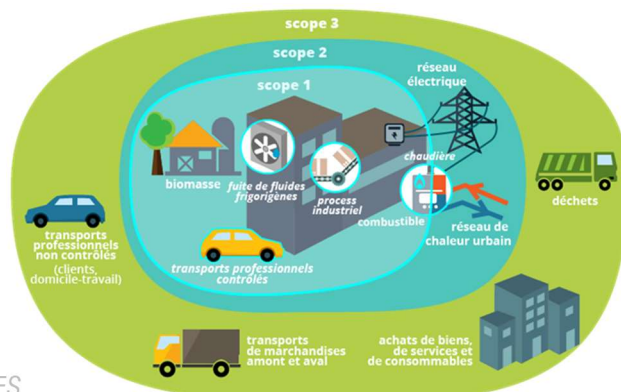 scope 3
scope 2
scope 1
réseau
électrique
biomasse
fuite de fluides
frigorigènes
process
industriel
chaudière
combustible
réseau de
chaleur urbain
déchets
transports
professionnels
non contrôlés
(clients,
domicile-travail)
transports professionnels
contrôlés
transports
de marchandises
amont et aval
achats de biens,
de services et
de consommables
ES